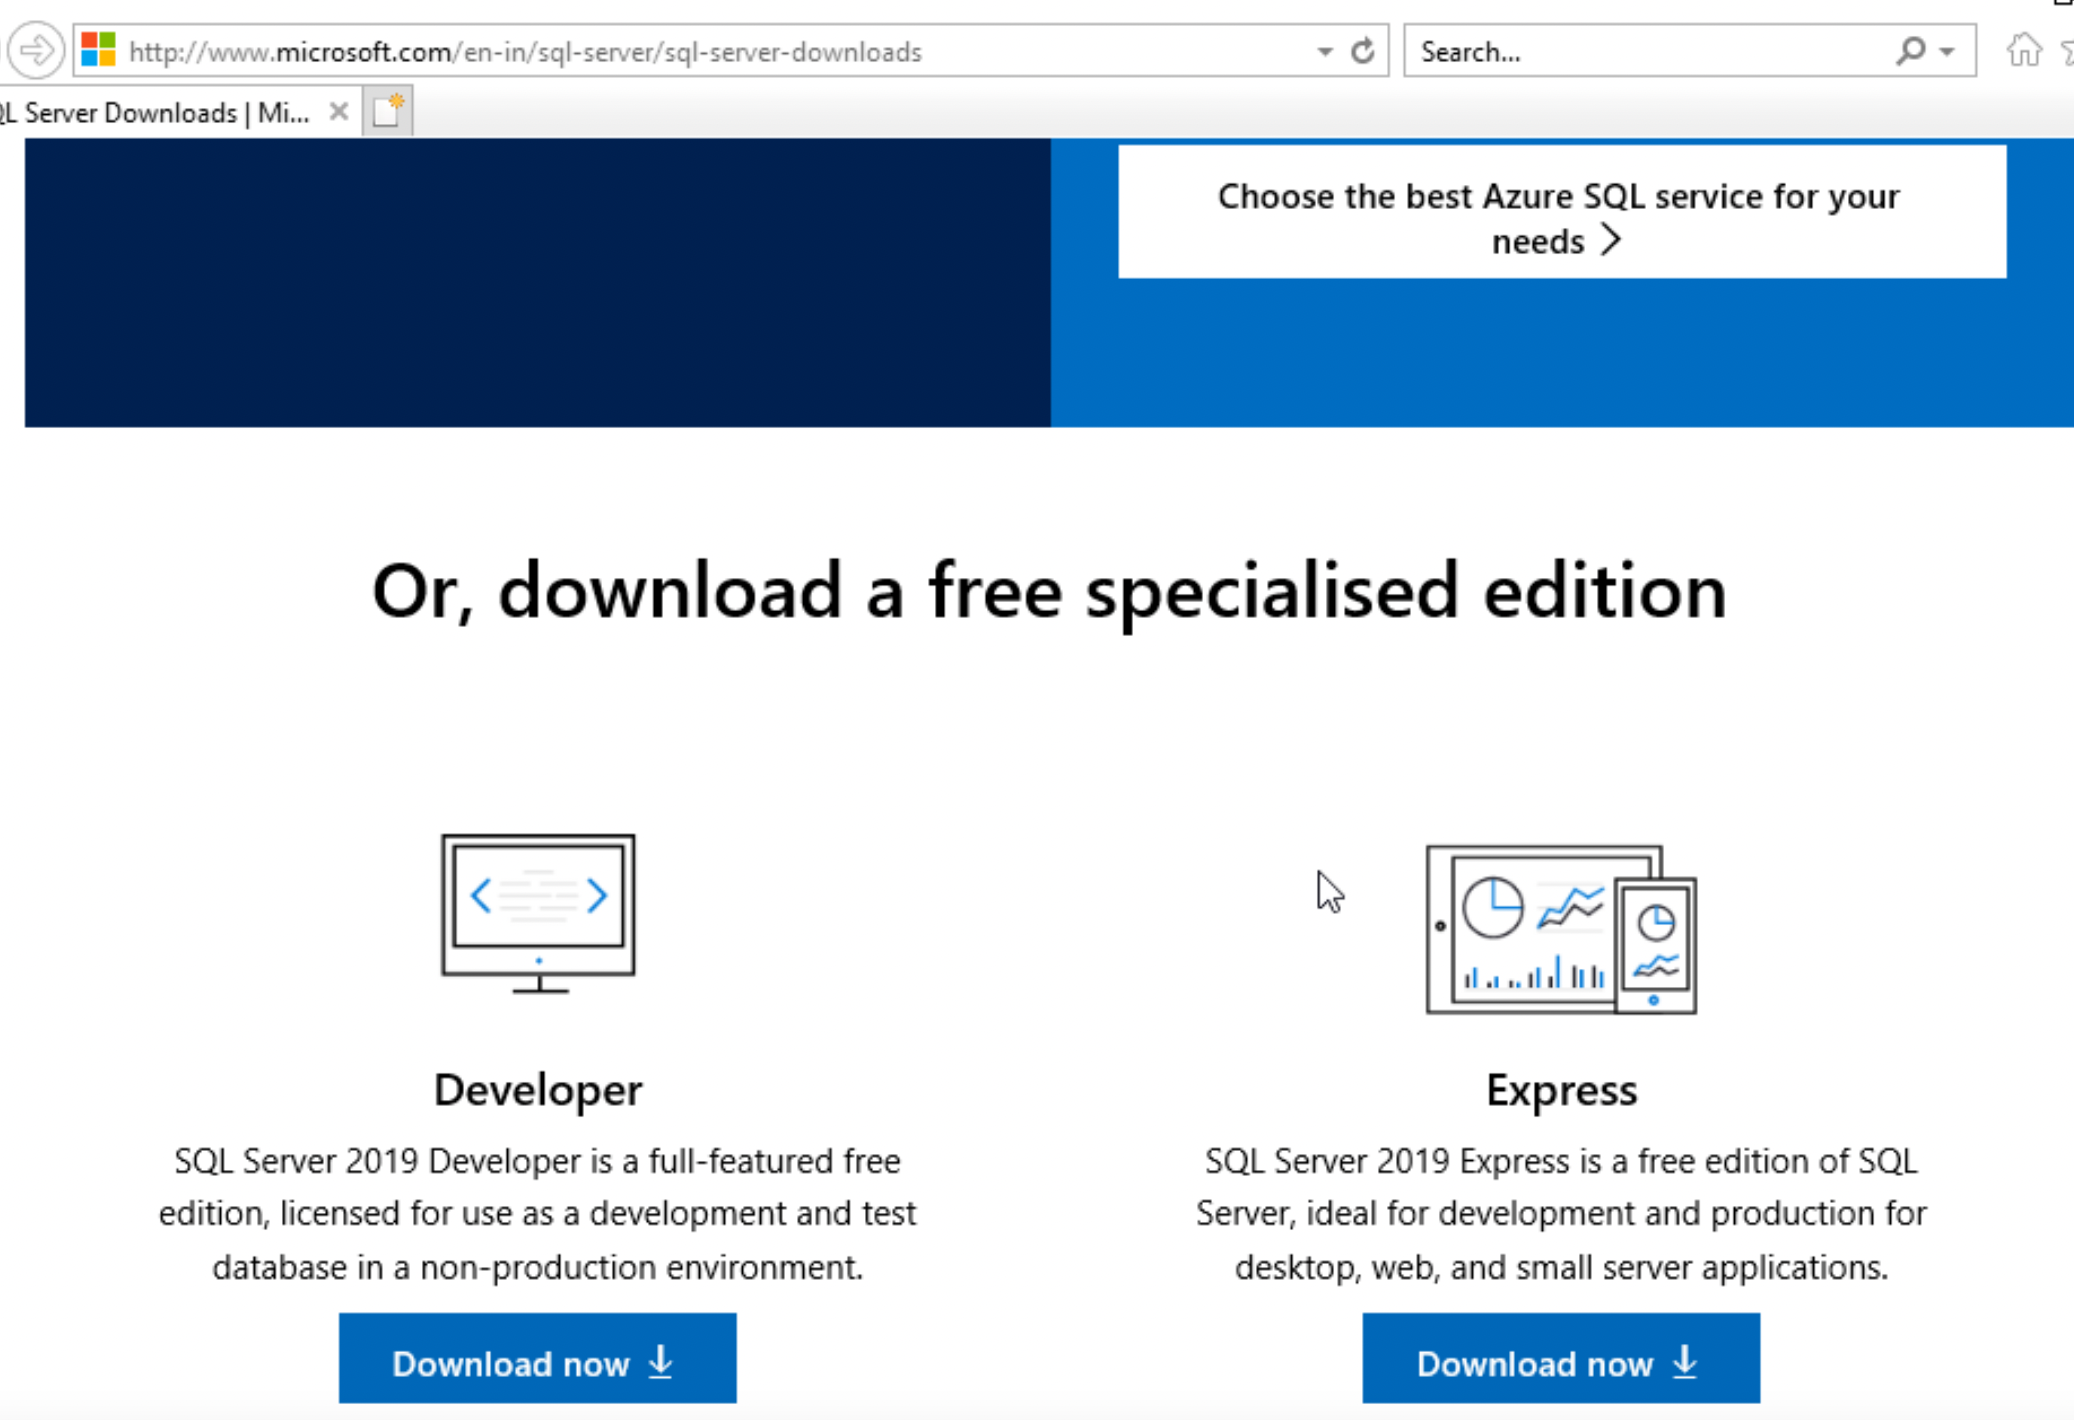 http://www.microsoft.com/en-in/sql-server/sql-server-downloads
Search...
QL Server Downloads | Mi...
Choose the best Azure SQL service for your
needs
Or, download a free specialised edition
Developer
SQL Server 2019 Developer is a full-featured free
edition, licensed for use as a development and test
database in a non-production environment.
Download now
Express
SQL Server 2019 Express is a free edition of SQL
Server, ideal for development and production for
desktop, web, and small server applications.
Download now